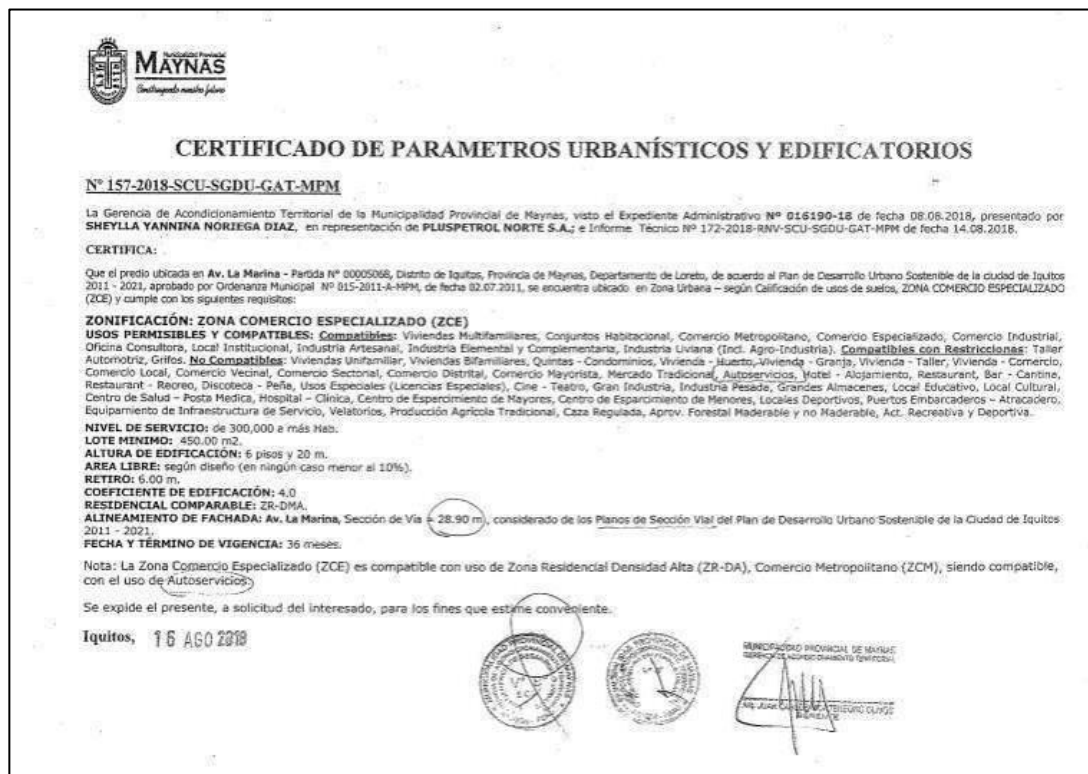 Municipalidad Provincial
MAYNAS
Construyendo nuestro futuro
CERTIFICADO DE PARAMETROS URBANÍSTICOS Y EDIFICATORIOS
Nº 157-2018-SCU-SGDU-GAT-MPM
La Gerencia de Acondicionamiento Territorial de la Municipalidad Provincial de Maynas, visto el Expediente Administrativo Nº 016190-18 de fecha 08.08.2018, presentado por
SHEYLLA YANNINA NORIEGA DIAZ, en representación de PLUSPETROL NORTE S.A.; e Informe Técnico Nº 172-2018-RNV-SCU-SGDU-GAT-MPM de fecha 14.08.2018.
CERTIFICA:
Que el predio ubicada en Av. La Marina - Partida Nº 00005068, Distrito de Iquitos, Provincia de Maynas, Departamento de Loreto, de acuerdo al Plan de Desarrollo Urbano Sostenible de la ciudad de Iquitos
2011 - 2021, aprobado por Ordenanza Municipal Nº 015-2011-A-MPM, de fecha 02.07.2011, se encuentra ubicado en Zona Urbana – según Calificación de usos de suelos, ZONA COMERCIO ESPECIALIZADO
(ZCE) y cumple con los siguientes requisitos:
ZONIFICACIÓN: ZONA COMERCIO ESPECIALIZADO (ZCE)
USOS PERMISIBLES Y COMPATIBLES: Compatibles: Viviendas Multifamiliares, Conjuntos Habitacional, Comercio Metropolitano, Comercio Especializado, Comercio Industrial,
Oficina Consultora, Local Institucional, Industria Artesanal, Industria Elemental y Complementaria, Industria Liviana (Incl. Agro-Industria). Compatibles con Restricciones: Taller
Automotriz, Grifos. No Compatibles: Viviendas Unifamiliar, Viviendas Bifamiliares, Quintas - Condominios, Vivienda - Huerto, Vivienda - Granja, Vivienda - Taller, Vivienda - Comercio,
Comercio Local, Comercio Vecinal, Comercio Sectorial, Comercio Distrital, Comercio Mayorista, Mercado Tradicional, Autoservicios, Hotel - Alojamiento, Restaurant, Bar - Cantina,
Restaurant - Recreo, Discoteca - Peña, Usos Especiales (Licencias Especiales), Cine - Teatro, Gran Industria, Industria Pesada, Grandes Almacenes, Local Educativo, Local Cultural,
Centro de Salud – Posta Medica, Hospital – Clínica, Centro de Esparcimiento de Mayores, Centro de Esparcimiento de Menores, Locales Deportivos, Puertos Embarcaderos – Atracadero,
Equipamiento de Infraestructura de Servicio, Velatorios, Producción Agrícola Tradicional, Caza Regulada, Aprov. Forestal Maderable y no Maderable, Act. Recreativa y Deportiva.
NIVEL DE SERVICIO: de 300,000 a más Hab.
LOTE MINIMO: 450.00 m2.
ALTURA DE EDIFICACIÓN: 6 pisos y 20 m.
AREA LIBRE: según diseño (en ningún caso menor al 10%).
RETIRO: 6.00 m.
COEFICIENTE DE EDIFICACIÓN: 4.0
RESIDENCIAL COMPARABLE: ZR-DMA.
ALINEAMIENTO DE FACHADA: Av. La Marina, Sección de Vía = 28.90 m), considerado de los Planos de Sección Vial del Plan de Desarrollo Urbano Sostenible de la Ciudad de Iquitos
2011 - 2021.
FECHA Y TÉRMINO DE VIGENCIA: 36 meses.
Nota: La Zona Comercio Especializado (ZCE) es compatible con uso de Zona Residencial Densidad Alta (ZR-DA), Comercio Metropolitano (ZCM), siendo compatible,
con el uso de Autoservicios.
Se expide el presente, a solicitud del interesado, para los fines que estime conveniente.
Iquitos, 16 AGO 2018
MUNICIPALIDAD PROVINCIAL DE MAYNAS
GERENCIA DE ACONDICIONAMIENTO TERRITORIAL
GERENTE